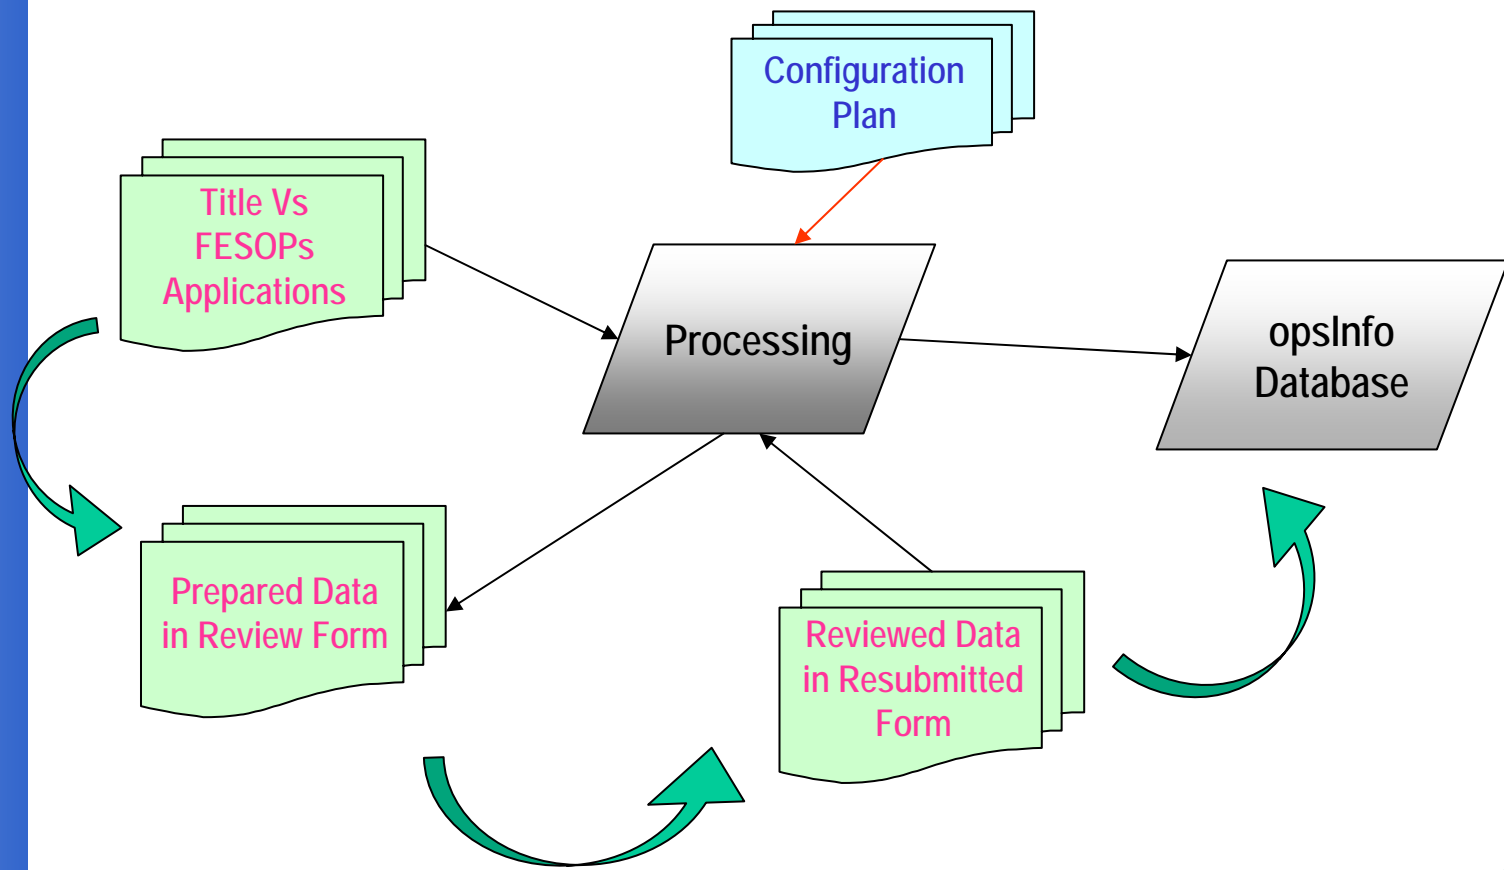 Configuration
Plan
Title Vs
FESOPs
Applications
Processing
opsInfo
Database
Prepared Data
in Review Form
Reviewed Data
in Resubmitted
Form